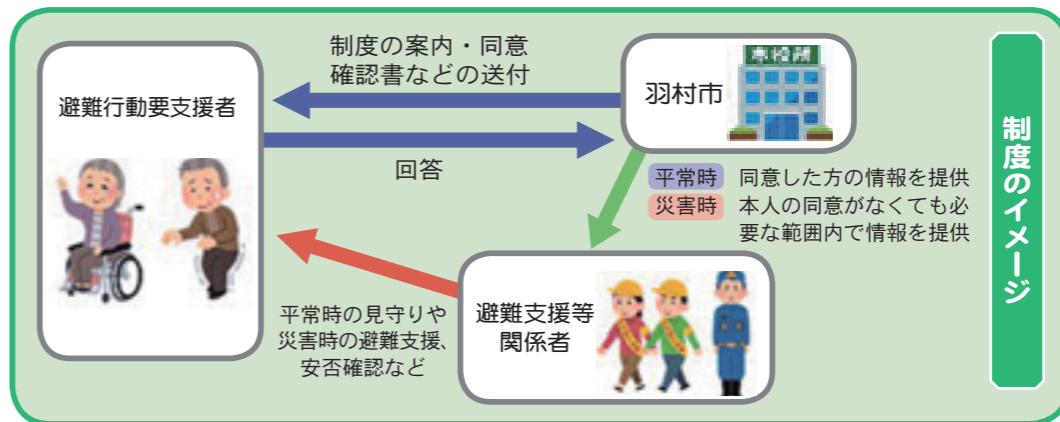 制度の案内・同意
確認書などの送付
避難行動要支援者
羽村市
市役所
回答
平常時 同意した方の情報を提供
災害時 本人の同意がなくても必
要な範囲内で情報を提供
避難支援等
関係者
平常時の見守りや
災害時の避難支援、
安否確認など
制度のイメージ